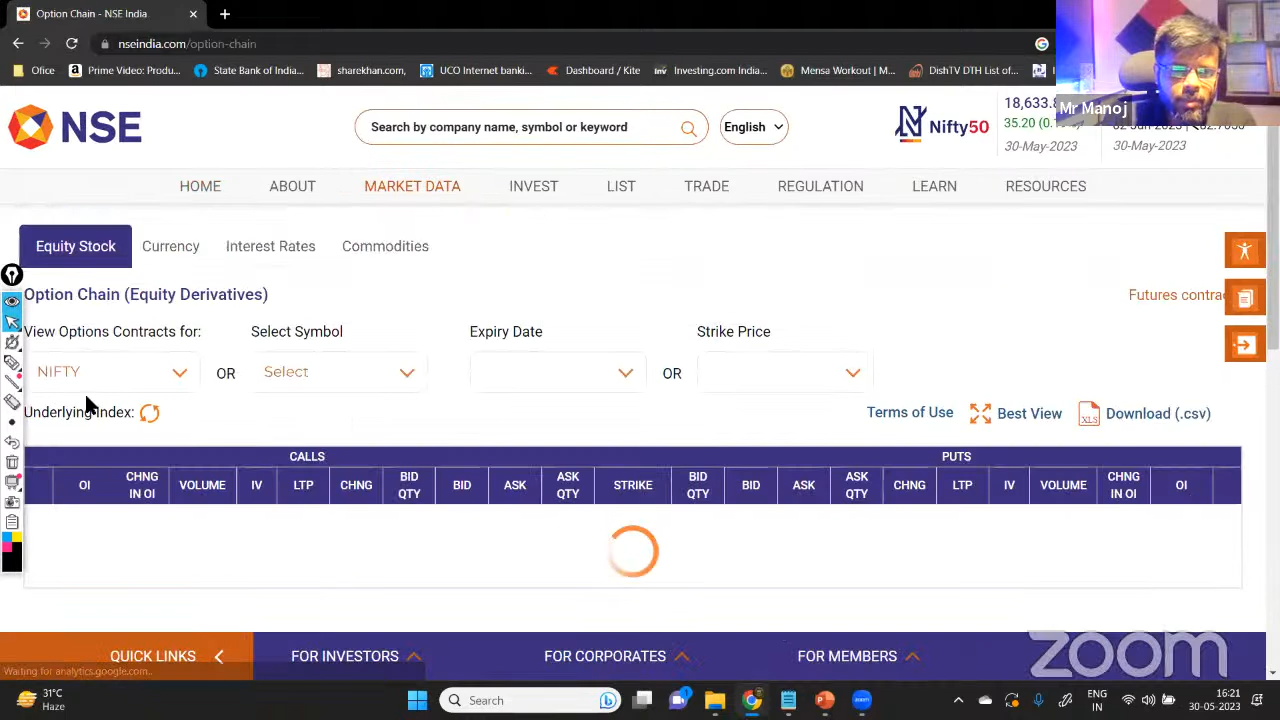 Option Chain - NSE India
nseindia.com/option-chain
Ofice
Prime Video: Produ...
State Bank of India...
sharekhan.com,
UCO Internet banki...
Dashboard / Kite
inv Investing.com India...
Mensa Workout | M...
DishTV DTH List of...
Mr Manoj
NSE
Search by company name, symbol or keyword
English
Nifty50
18,633.
35.20
30-May-2023
30-May-2023
HOME ABOUT MARKET DATA INVEST LIST TRADE REGULATION LEARN RESOURCES
Equity Stock Currency Interest Rates Commodities
Option Chain (Equity Derivatives)
Futures contrac
View Options Contracts for: Select Symbol Expiry Date Strike Price
NIFTY OR Select OR
Underlying Index:
Terms of Use Best View XLS Download (.csv)
CALLS PUTS
OI CHNG IN OI VOLUME IV LTP CHNG BID QTY BID ASK ASK QTY STRIKE BID QTY BID ASK ASK QTY CHNG LTP IV VOLUME CHNG IN OI OI
QUICK LINKS FOR INVESTORS FOR CORPORATES FOR MEMBERS
zoom
Waiting for analytics.google.com...
31°C
Haze
Search
ENG
IN
16:21
30-05-2023